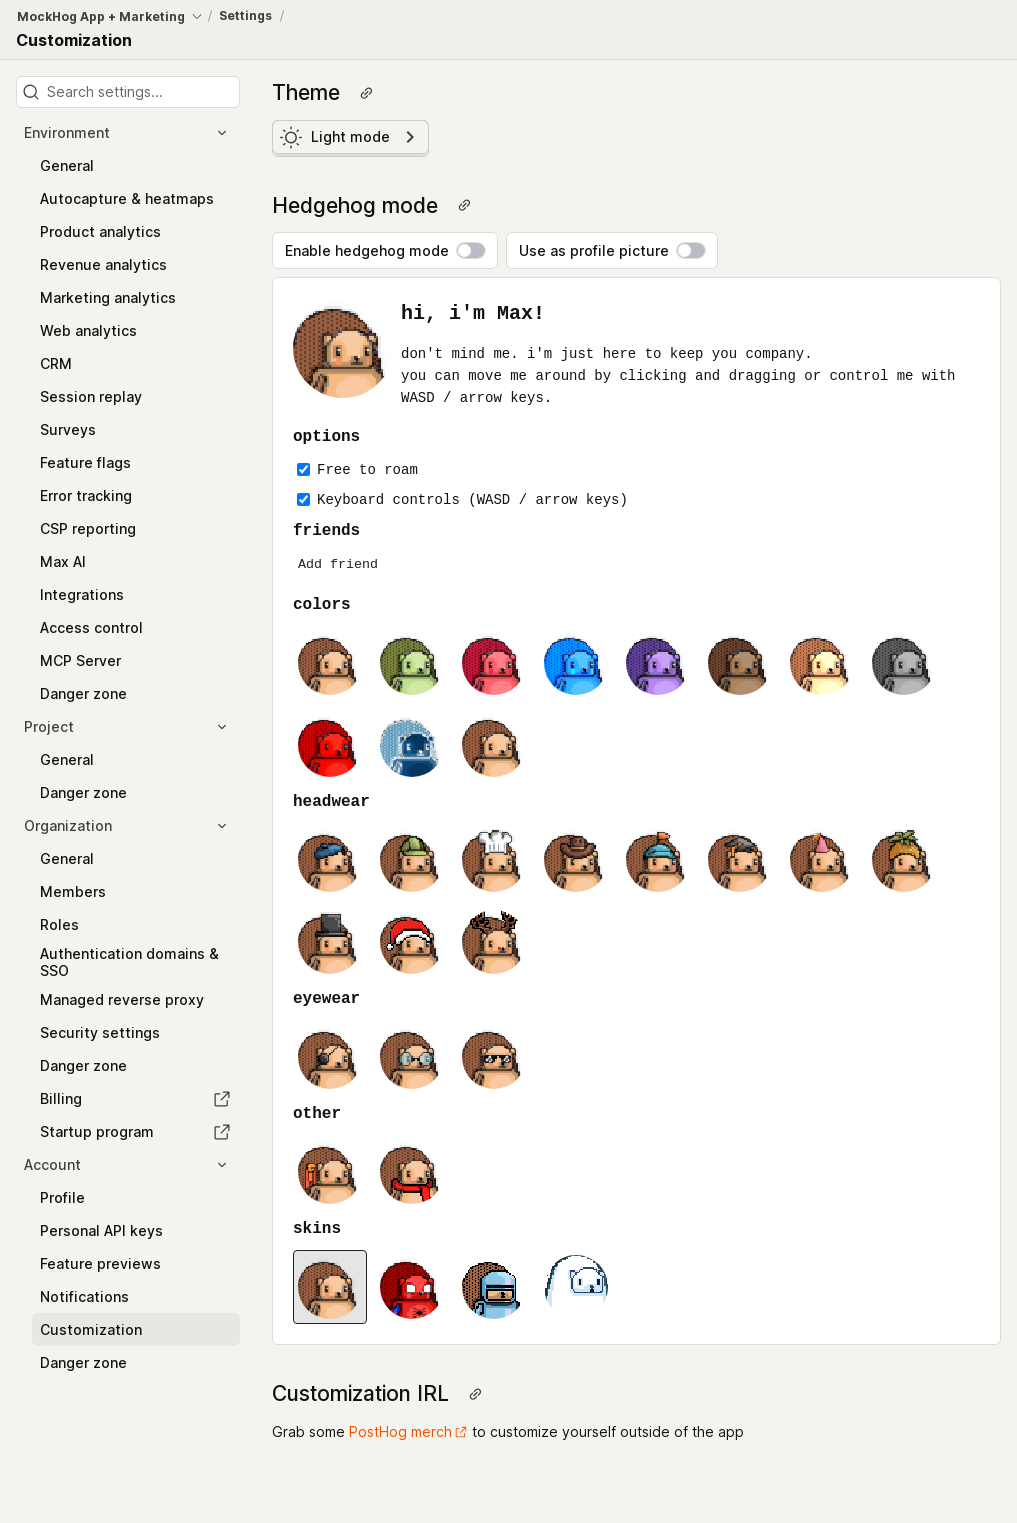 MockHog App + Marketing / Settings /
Customization
Search settings...
Environment
General
Autocapture & heatmaps
Product analytics
Revenue analytics
Marketing analytics
Web analytics
CRM
Session replay
Surveys
Feature flags
Error tracking
CSP reporting
Max AI
Integrations
Access control
MCP Server
Danger zone
Project
General
Danger zone
Organization
General
Members
Roles
Authentication domains &
SSO
Managed reverse proxy
Security settings
Danger zone
Billing
Startup program
Account
Profile
Personal API keys
Feature previews
Notifications
Customization
Danger zone
Theme
Light mode
Hedgehog mode
Enable hedgehog mode
Use as profile picture
hi, i'm Max!
don't mind me. i'm just here to keep you company.
you can move me around by clicking and dragging or control me with
WASD / arrow keys.
options
Free to roam
Keyboard controls (WASD / arrow keys)
friends
Add friend
colors
headwear
eyewear
other
skins
Customization IRL
Grab some PostHog merch to customize yourself outside of the app